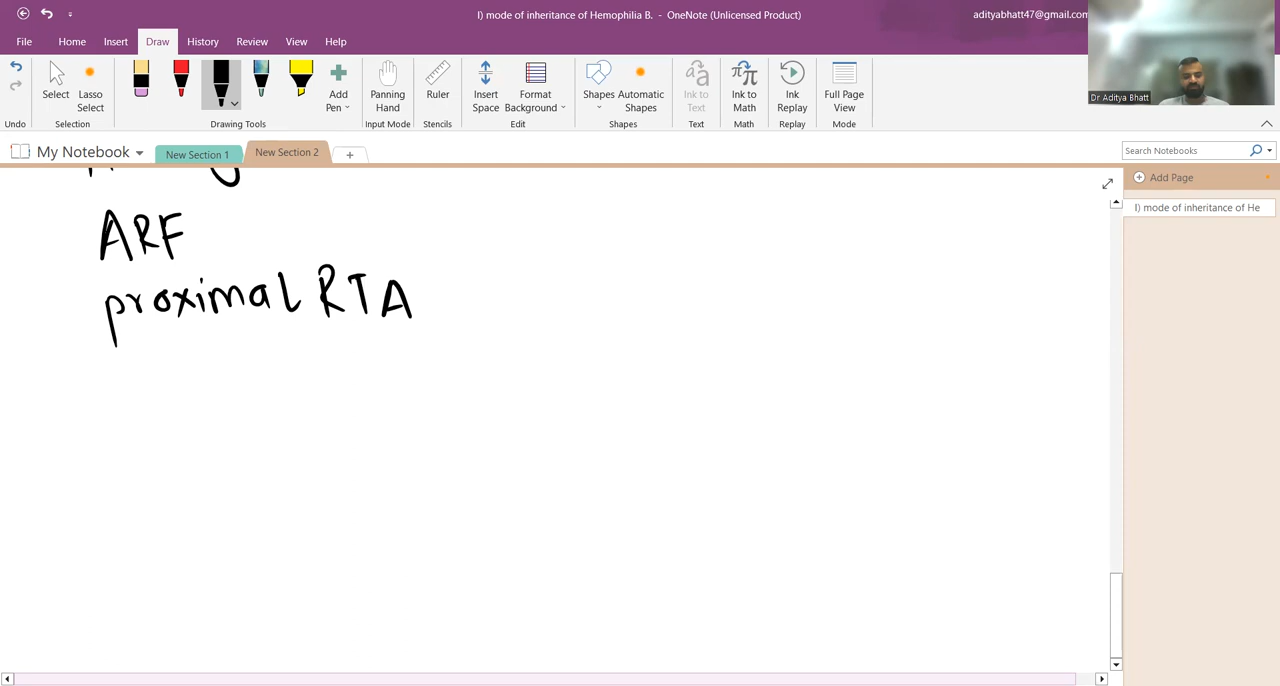 I) mode of inheritance of Hemophilia B. - OneNote (Unlicensed Product)
adityabhatt47@gmail.com
File Home Insert Draw History Review View Help
Select Lasso Select Add Pen Panning Hand Ruler Insert Space Format Background Shapes Automatic Shapes Ink to Text Ink to Math Ink Replay Full Page View
Dr Aditya Bhatt
Undo Selection Drawing Tools Input Mode Stencils Edit Shapes Text Math Replay Mode
My Notebook New Section 1 New Section 2
Search Notebooks
Add Page
I) mode of inheritance of He
ARF
proximal RTA